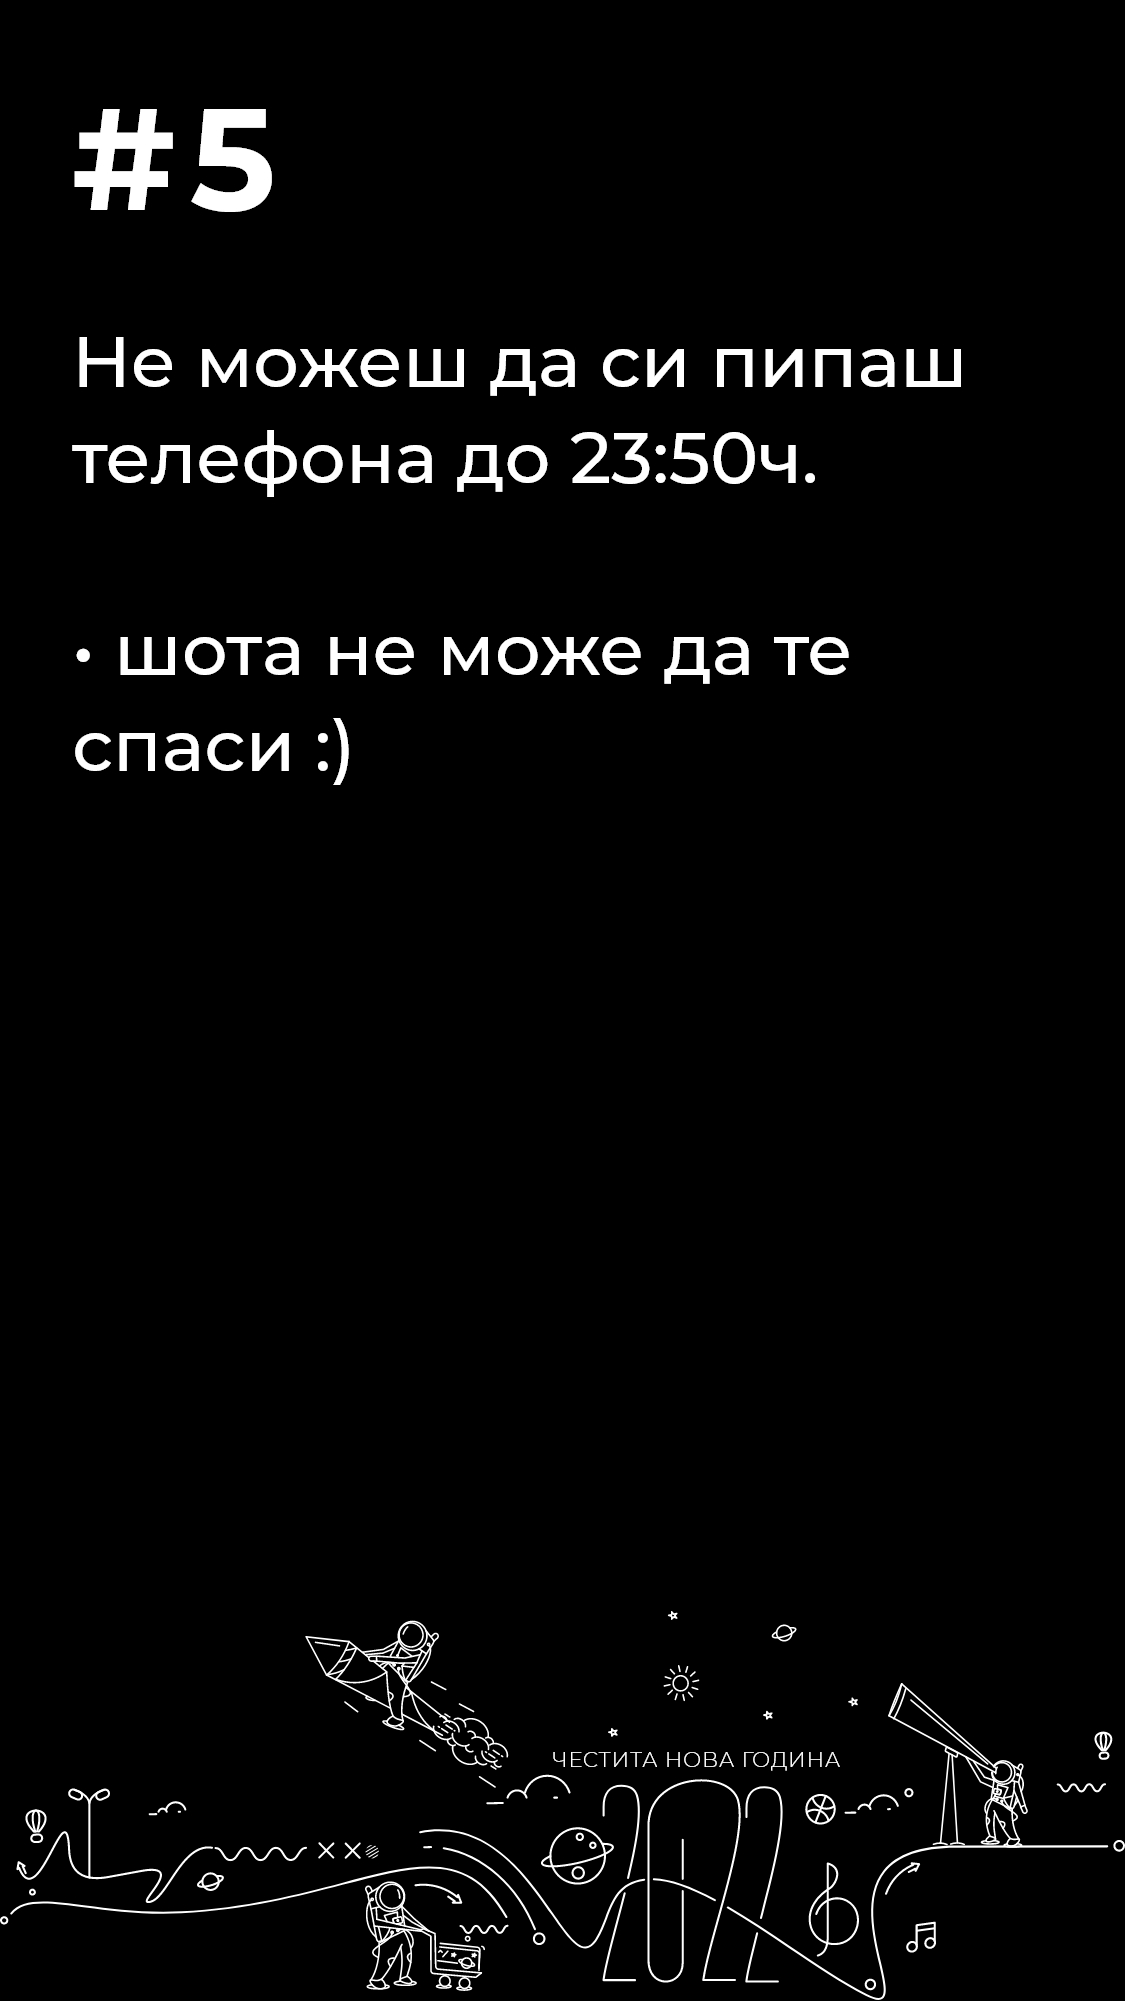 #5
Не можеш да си пипаш
телефона до 23:50ч.
• шота не може да те
спаси :)
ЧЕСТИТА НОВА ГОДИНА
2022